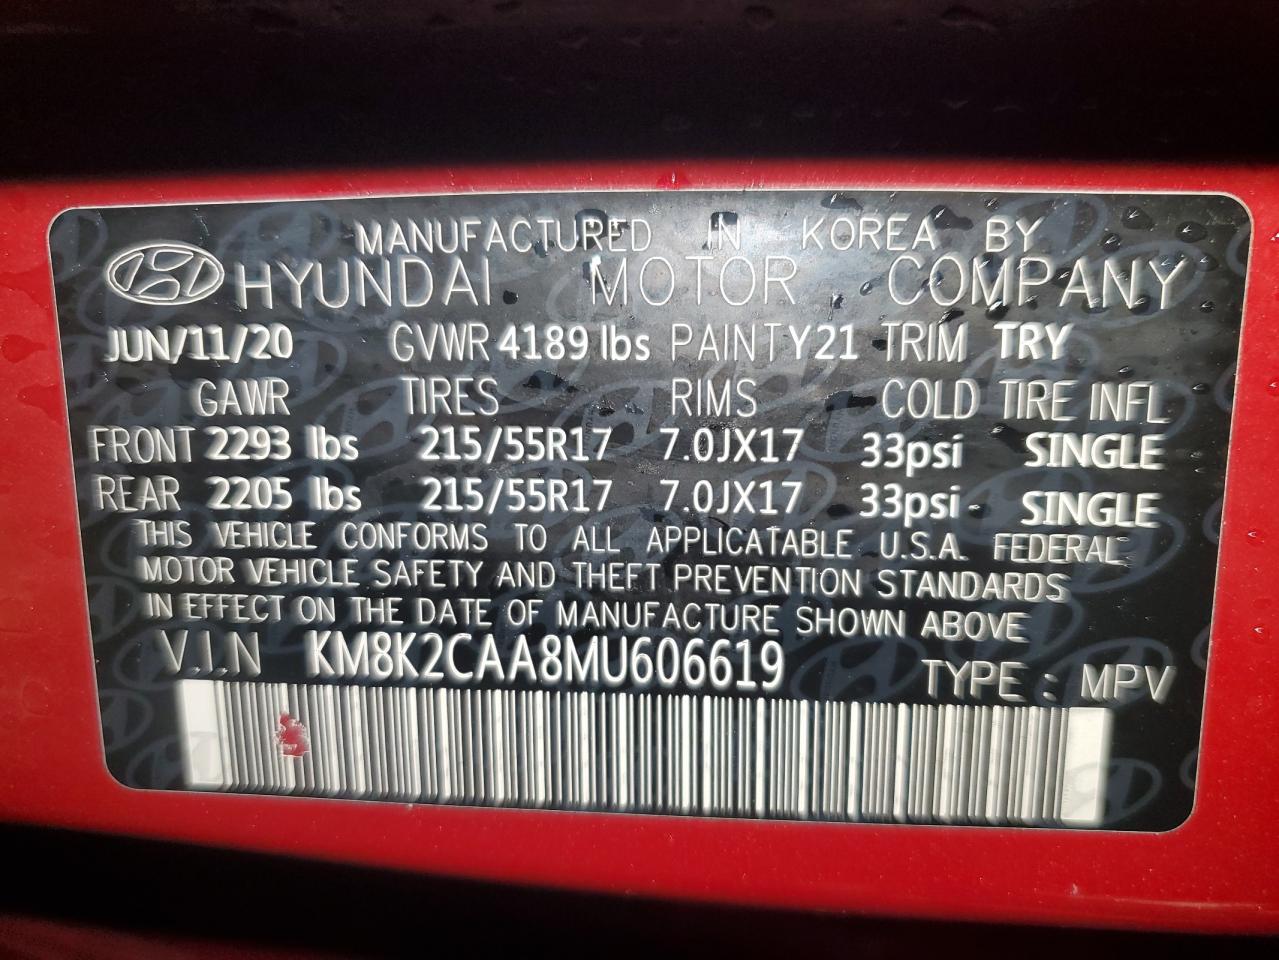 MANUFACTURED IN KOREA BY
HYUNDAI MOTOR COMPANY
JUN/11/20 GVWR 4189 lbs PAINT Y21 TRIM TRY
GAWR TIRES RIMS COLD TIRE INFL
FRONT 2293 lbs 215/55R17 7.0JX17 33psi SINGLE
REAR 2205 lbs 215/55R17 7.0JX17 33psi SINGLE
THIS VEHICLE CONFORMS TO ALL APPLICATABLE U.S.A. FEDERAL
MOTOR VEHICLE SAFETY AND THEFT PREVENTION STANDARDS
IN EFFECT ON THE DATE OF MANUFACTURE SHOWN ABOVE
V.I.N KM8K2CAA8MU606619 TYPE : MPV